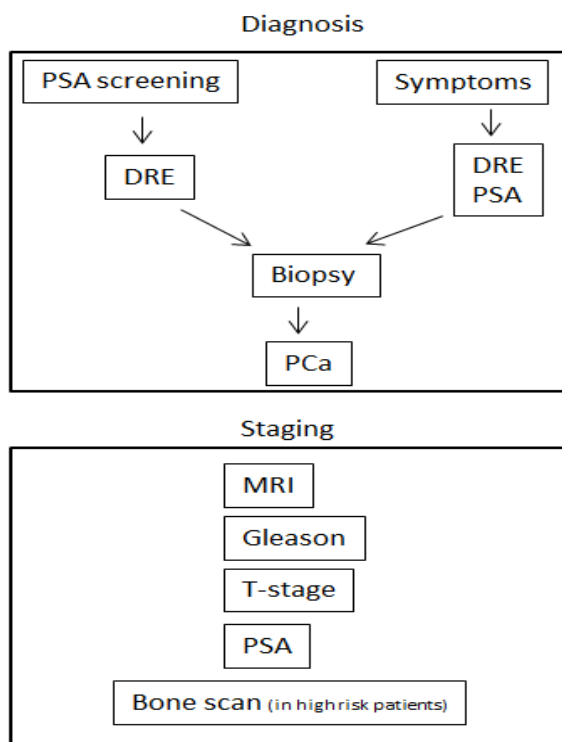 Diagnosis
PSA screening
Symptoms
DRE
DRE
PSA
Biopsy
PCa
Staging
MRI
Gleason
T-stage
PSA
Bone scan (in high risk patients)